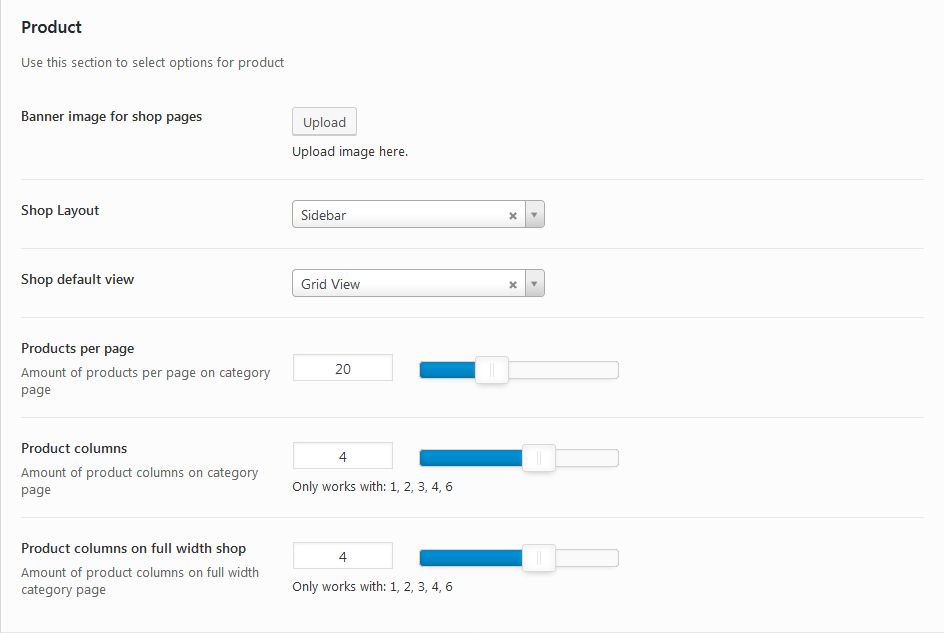 Product
Use this section to select options for product
Banner image for shop pages
Upload
Upload image here.
Shop Layout
Sidebar
Shop default view
Grid View
Products per page
Amount of products per page on category
page
20
Product columns
Amount of product columns on category
page
4
Only works with: 1, 2, 3, 4, 6
Product columns on full width shop
Amount of product columns on full width
category page
4
Only works with: 1, 2, 3, 4, 6